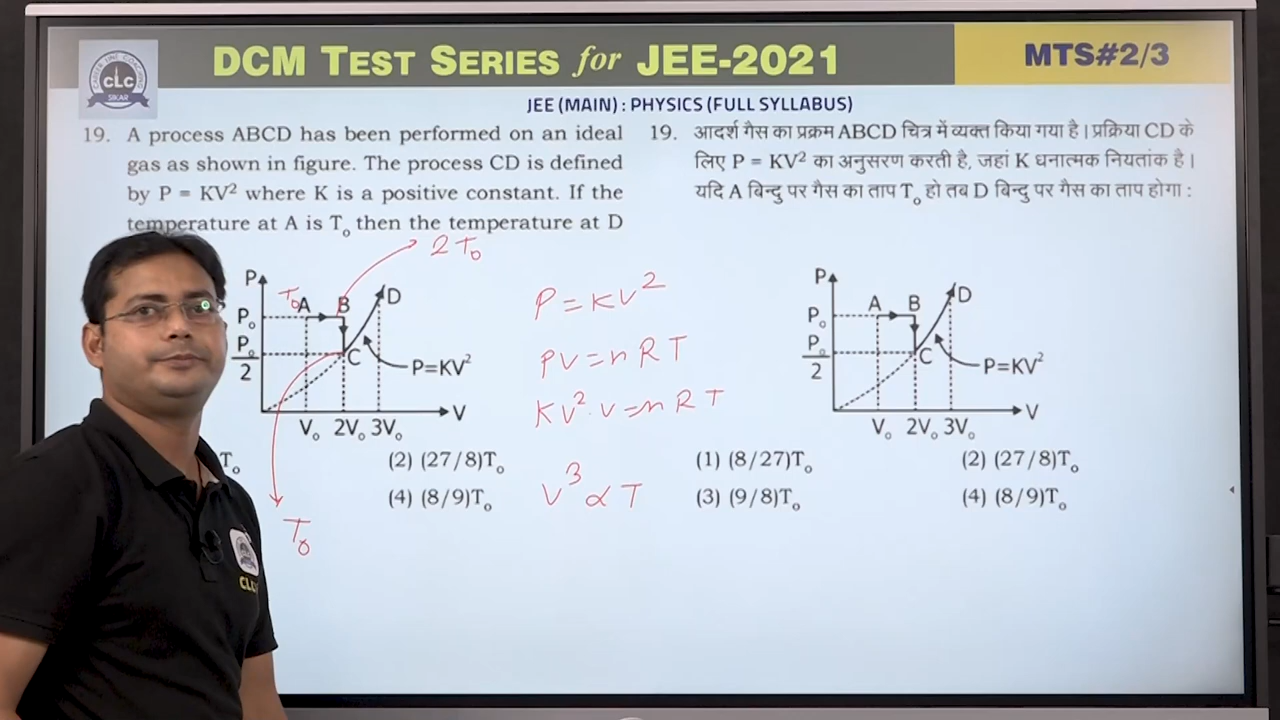 DCM TEST SERIES for JEE-2021
MTS#2/3
CLC
SIKAR
JEE (MAIN) : PHYSICS (FULL SYLLABUS)
19. A process ABCD has been performed on an ideal
gas as shown in figure. The process CD is defined
by P = KV² where K is a positive constant. If the
temperature at A is T₀ then the temperature at D
2T₀
P
T₀ A B D
P₀
P₀/2
C
P=KV²
V
V₀ 2V₀ 3V₀
T₀
(2) (27/8)T₀
(4) (8/9)T₀
T₀
P = KV²
PV = nRT
KV².V = nRT
V³ ∝ T
19. आदर्श गैस का प्रक्रम ABCD चित्र में व्यक्त किया गया है। प्रक्रिया CD के
लिए P = KV² का अनुसरण करती है, जहां K धनात्मक नियतांक है।
यदि A बिन्दु पर गैस का ताप T₀ हो तब D बिन्दु पर गैस का ताप होगा :
P
A B D
P₀
P₀/2
C
P=KV²
V
V₀ 2V₀ 3V₀
(1) (8/27)T₀ (2) (27/8)T₀
(3) (9/8)T₀ (4) (8/9)T₀